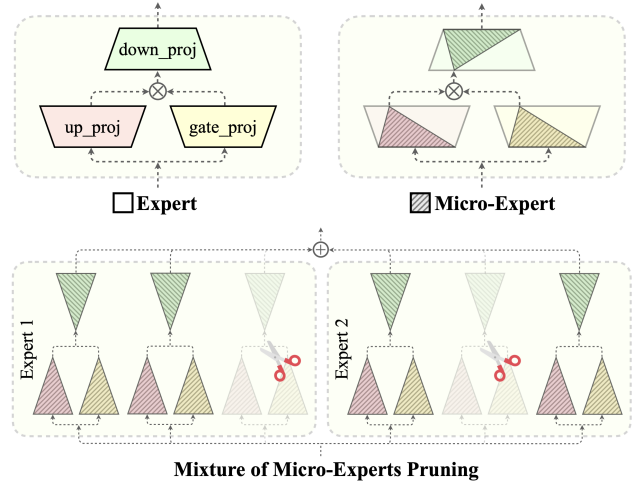 down_proj
up_proj
gate_proj
Expert
Micro-Expert
Expert 1
Expert 2
Mixture of Micro-Experts Pruning